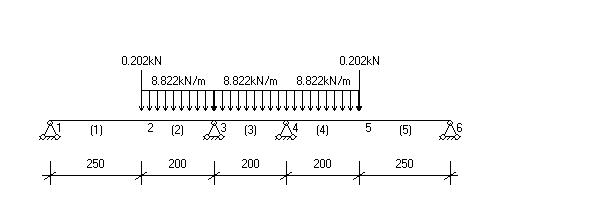 0.202kN 0.202kN
8.822kN/m 8.822kN/m 8.822kN/m
1 (1) 2 (2) 3 (3) 4 (4) 5 (5) 6
250 200 200 200 250